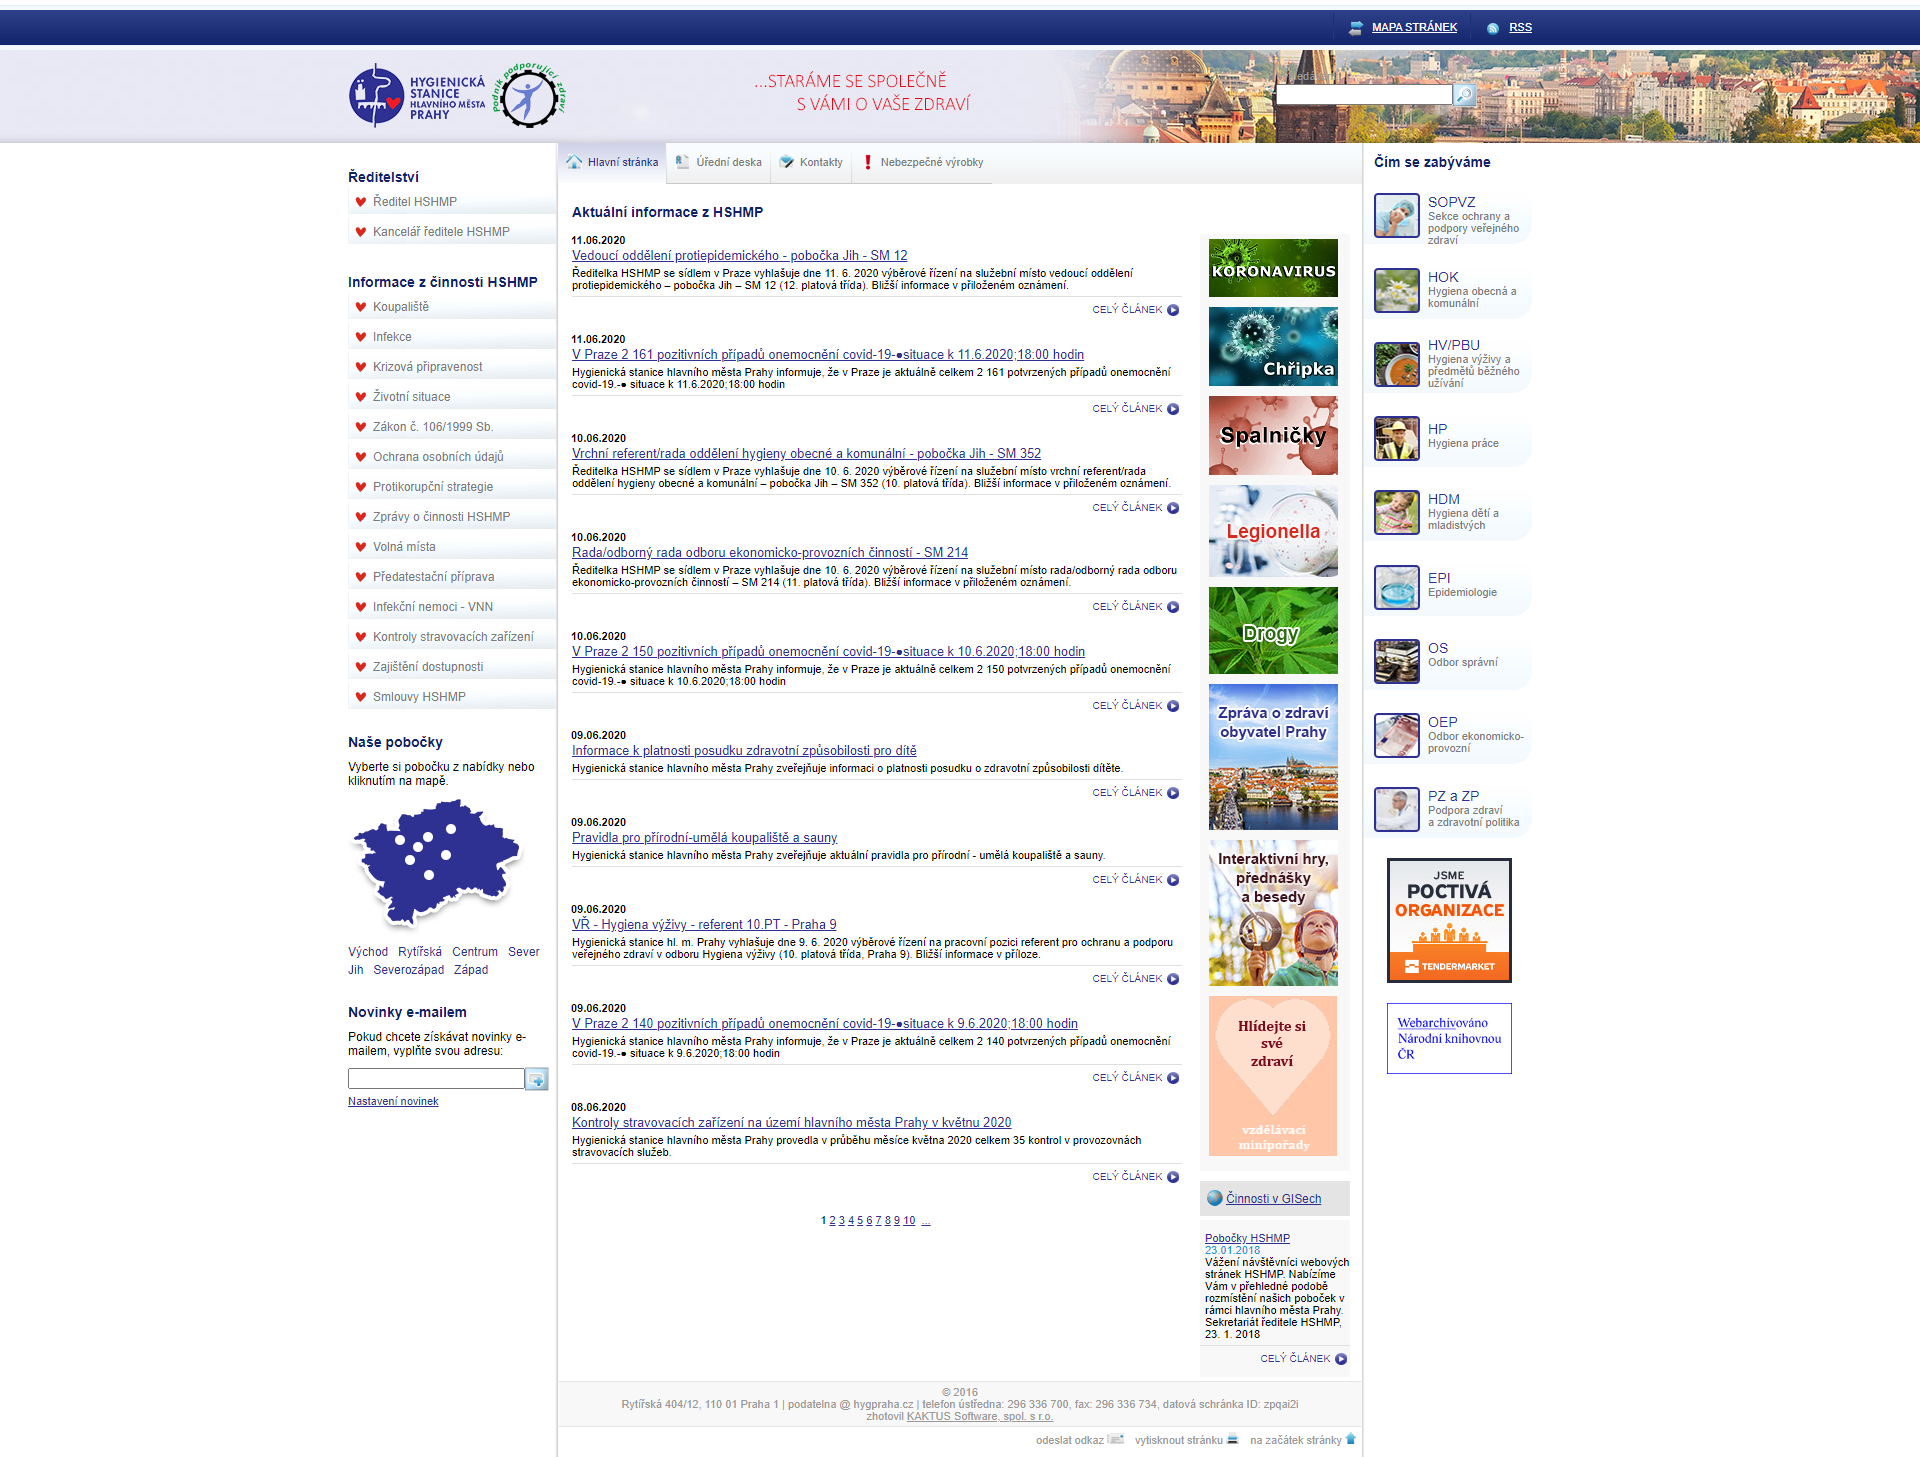 MAPA STRÁNEK
RSS
HYGIENICKÁ
STANICE
HLAVNÍHO MĚSTA
PRAHY
Podnik podporující zdraví
...STARÁME SE SPOLEČNĚ
S VÁMI O VAŠE ZDRAVÍ
Hlavní stránka
Úřední deska
Kontakty
Nebezpečné výrobky
Ředitelství
Ředitel HSHMP
Kancelář ředitele HSHMP
Informace z činnosti HSHMP
Koupaliště
Infekce
Krizová připravenost
Životní situace
Zákon č. 106/1999 Sb.
Ochrana osobních údajů
Protikorupční strategie
Zprávy o činnosti HSHMP
Volná místa
Předatestační příprava
Infekční nemoci - VNN
Kontroly stravovacích zařízení
Zajištění dostupnosti
Smlouvy HSHMP
Naše pobočky
Vyberte si pobočku z nabídky nebo
kliknutím na mapě.
Východ Rytířská Centrum Sever
Jih Severozápad Západ
Novinky e-mailem
Pokud chcete získávat novinky e-
mailem, vyplňte svou adresu:
Nastavení novinek
Aktuální informace z HSHMP
11.06.2020
Vedoucí oddělení protiepidemického - pobočka Jih - SM 12
Ředitelka HSHMP se sídlem v Praze vyhlašuje dne 11. 6. 2020 výběrové řízení na služební místo vedoucí oddělení
protiepidemického – pobočka Jih – SM 12 (12. platová třída). Bližší informace v přiloženém oznámení.
CELÝ ČLÁNEK
11.06.2020
V Praze 2 161 pozitivních případů onemocnění covid-19-●situace k 11.6.2020;18:00 hodin
Hygienická stanice hlavního města Prahy informuje, že v Praze je aktuálně celkem 2 161 potvrzených případů onemocnění
covid-19.-● situace k 11.6.2020;18:00 hodin
CELÝ ČLÁNEK
10.06.2020
Vrchní referent/rada oddělení hygieny obecné a komunální - pobočka Jih - SM 352
Ředitelka HSHMP se sídlem v Praze vyhlašuje dne 10. 6. 2020 výběrové řízení na služební místo vrchní referent/rada
oddělení hygieny obecné a komunální – pobočka Jih – SM 352 (10. platová třída). Bližší informace v přiloženém oznámení.
CELÝ ČLÁNEK
10.06.2020
Rada/odborný rada odboru ekonomicko-provozních činností - SM 214
Ředitelka HSHMP se sídlem v Praze vyhlašuje dne 10. 6. 2020 výběrové řízení na služební místo rada/odborný rada odboru
ekonomicko-provozních činností – SM 214 (11. platová třída). Bližší informace v přiloženém oznámení.
CELÝ ČLÁNEK
10.06.2020
V Praze 2 150 pozitivních případů onemocnění covid-19-●situace k 10.6.2020;18:00 hodin
Hygienická stanice hlavního města Prahy informuje, že v Praze je aktuálně celkem 2 150 potvrzených případů onemocnění
covid-19.-● situace k 10.6.2020;18:00 hodin
CELÝ ČLÁNEK
09.06.2020
Informace k platnosti posudku zdravotní způsobilosti pro dítě
Hygienická stanice hlavního města Prahy zveřejňuje informaci o platnosti posudku o zdravotní způsobilosti dítěte.
CELÝ ČLÁNEK
09.06.2020
Pravidla pro přírodní-umělá koupaliště a sauny
Hygienická stanice hlavního města Prahy zveřejňuje aktuální pravidla pro přírodní - umělá koupaliště a sauny.
CELÝ ČLÁNEK
09.06.2020
VŘ - Hygiena výživy - referent 10.PT - Praha 9
Hygienická stanice hl. m. Prahy vyhlašuje dne 9. 6. 2020 výběrové řízení na pracovní pozici referent pro ochranu a podporu
veřejného zdraví v odboru Hygiena výživy (10. platová třída, Praha 9). Bližší informace v příloze.
CELÝ ČLÁNEK
09.06.2020
V Praze 2 140 pozitivních případů onemocnění covid-19-●situace k 9.6.2020;18:00 hodin
Hygienická stanice hlavního města Prahy informuje, že v Praze je aktuálně celkem 2 140 potvrzených případů onemocnění
covid-19.-● situace k 9.6.2020;18:00 hodin
CELÝ ČLÁNEK
08.06.2020
Kontroly stravovacích zařízení na území hlavního města Prahy v květnu 2020
Hygienická stanice hlavního města Prahy provedla v průběhu měsíce května 2020 celkem 35 kontrol v provozovnách
stravovacích služeb.
CELÝ ČLÁNEK
1 2 3 4 5 6 7 8 9 10 ...
KORONAVIRUS
Chřipka
Spalničky
Legionella
Drogy
Zpráva o zdraví
obyvatel Prahy
Interaktivní hry,
přednášky
a besedy
Hlídejte si
své
zdraví
vzdělávací
minipořady
Činnosti v GISech
Pobočky HSHMP
23.01.2018
Vážení návštěvníci webových
stránek HSHMP. Nabízíme
Vám v přehledné podobě
rozmístění našich poboček v
rámci hlavního města Prahy.
Sekretariát ředitele HSHMP,
23. 1. 2018
CELÝ ČLÁNEK
Čím se zabýváme
SOPVZ
Sekce ochrany a
podpory veřejného
zdraví
HOK
Hygiena obecná a
komunální
HV/PBU
Hygiena výživy a
předmětů běžného
užívání
HP
Hygiena práce
HDM
Hygiena dětí a
mladistvých
EPI
Epidemiologie
OS
Odbor správní
OEP
Odbor ekonomicko-
provozní
PZ a ZP
Podpora zdraví
a zdravotní politika
JSME
POCTIVÁ
ORGANIZACE
TENDERMARKET
Webarchivováno
Národní knihovnou
ČR
© 2016
Rytířská 404/12, 110 01 Praha 1 | podatelna @ hygpraha.cz | telefon ústředna: 296 336 700, fax: 296 336 734, datová schránka ID: zpqai2i
zhotovil KAKTUS Software, spol. s r.o.
odeslat odkaz
vytisknout stránku
na začátek stránky